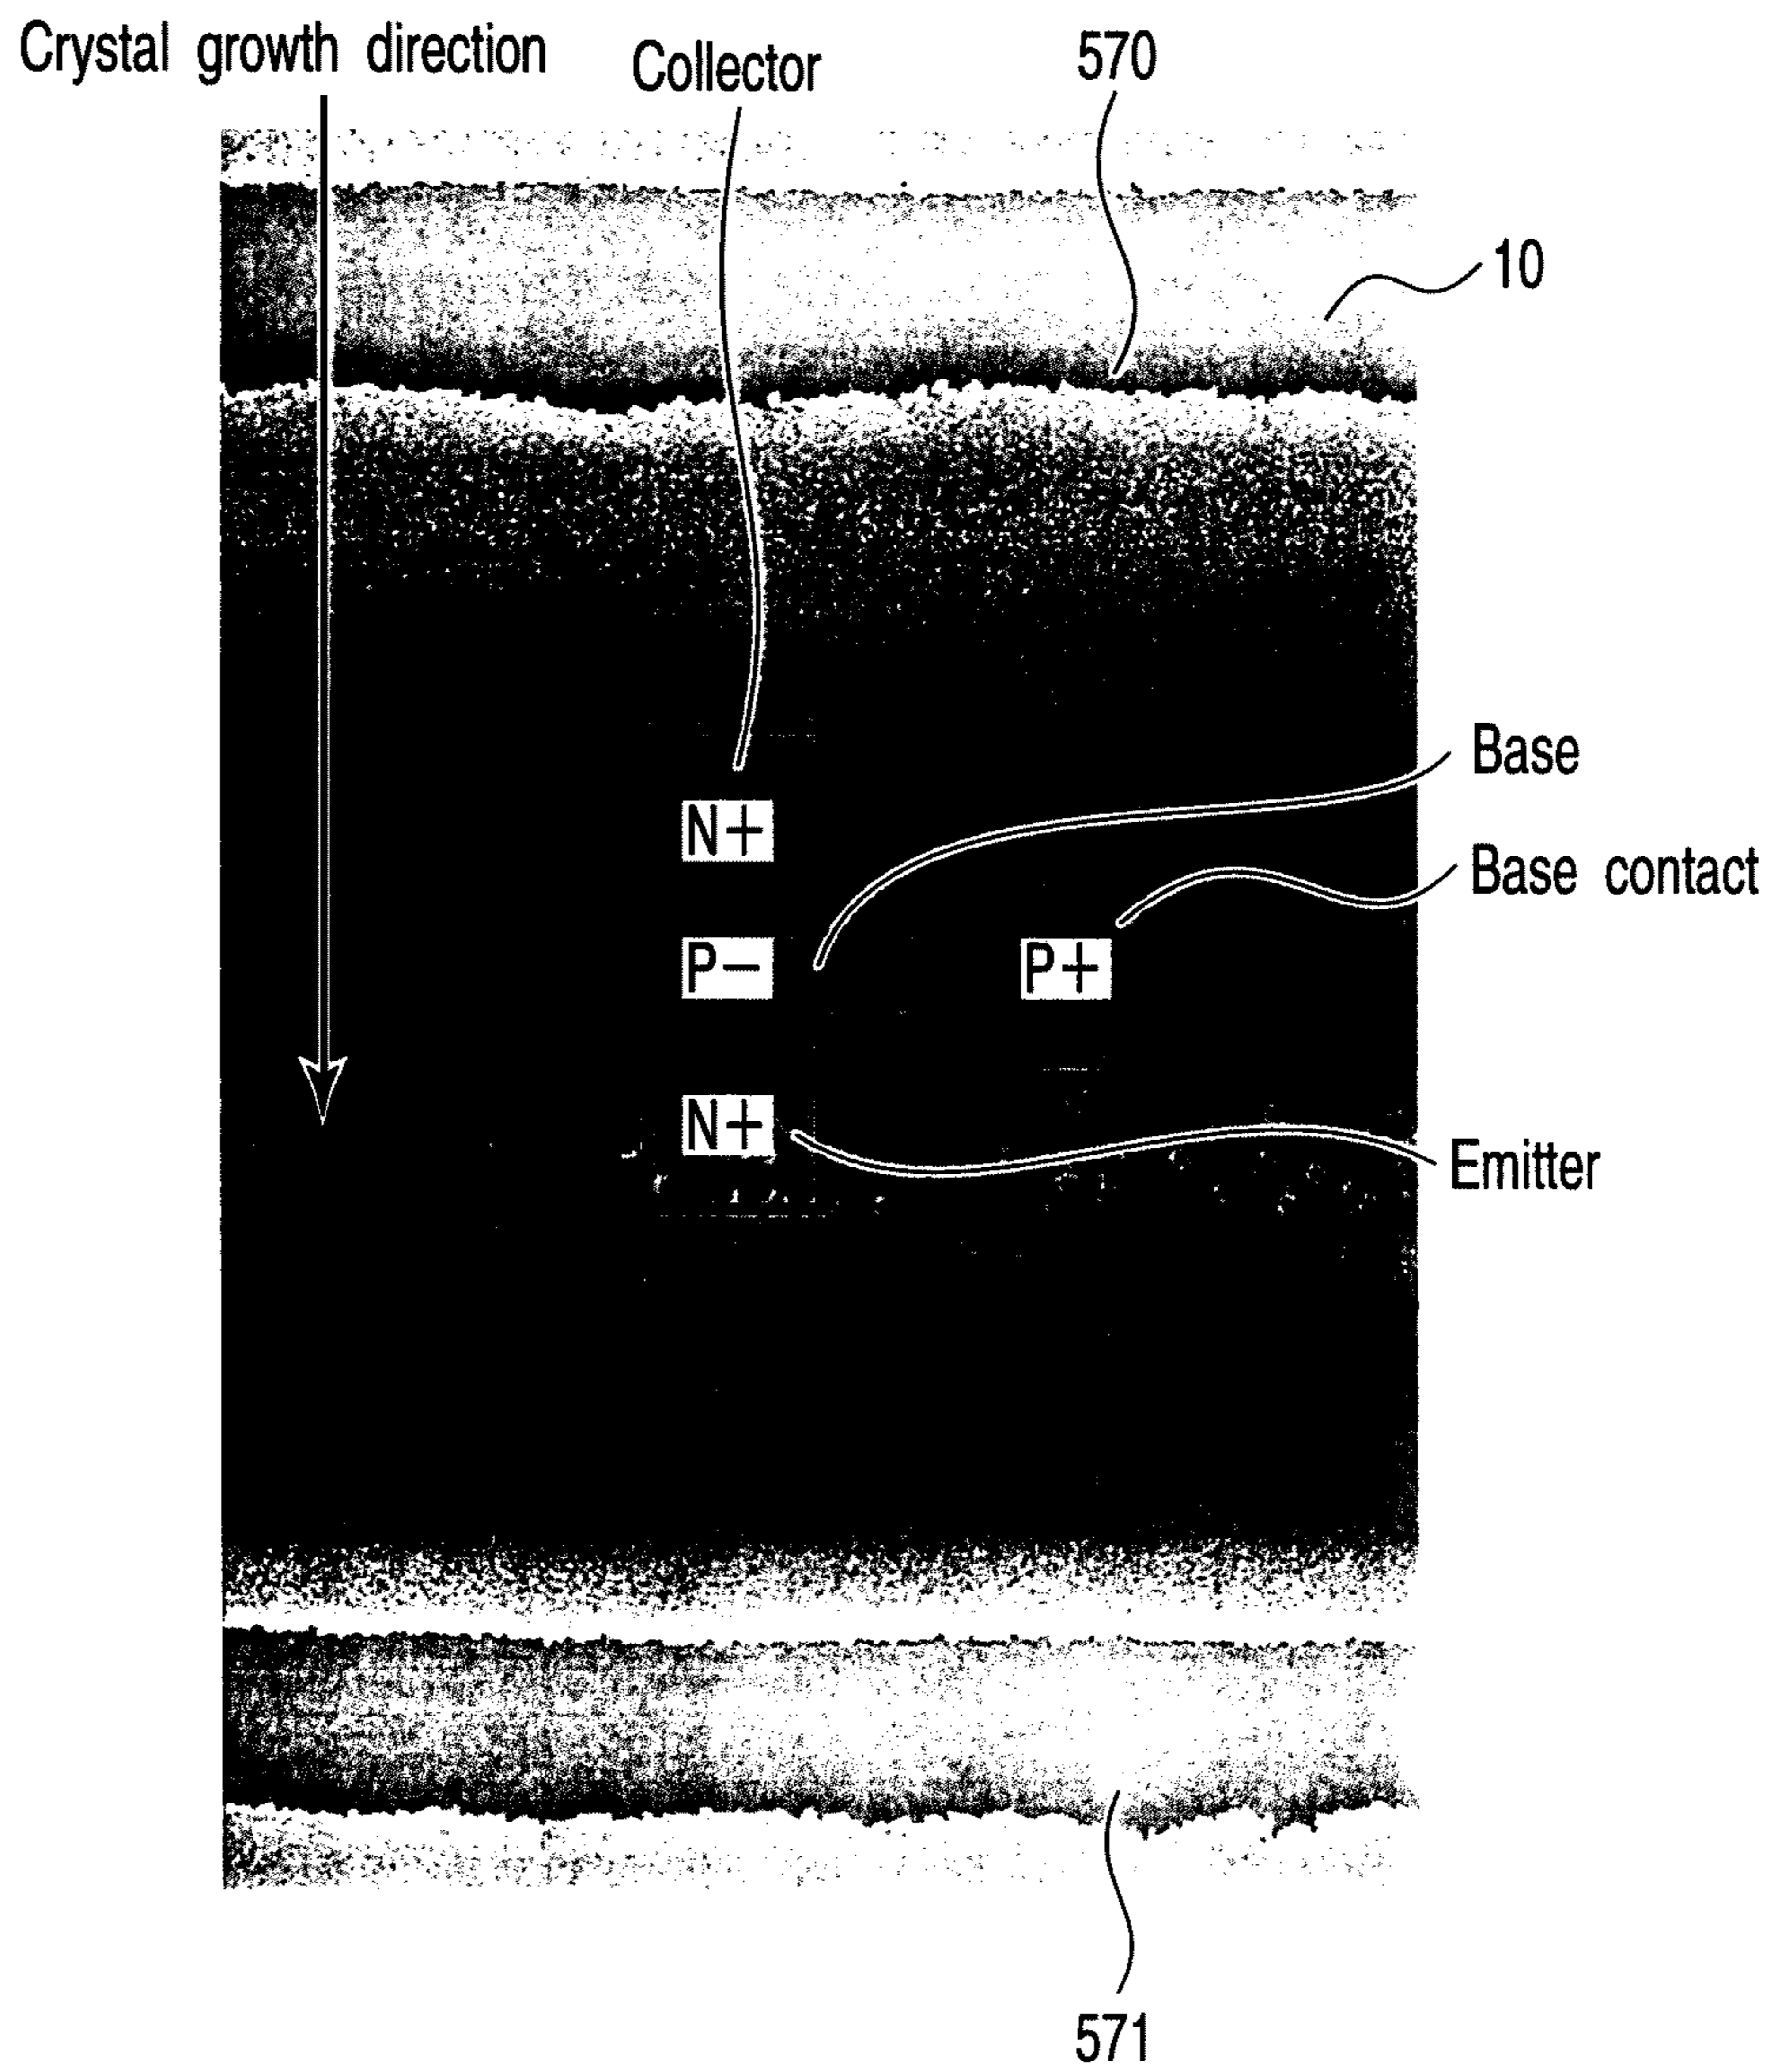 Crystal growth direction
Collector
570
10
Base
N+
Base contact
P−
P+
N+
Emitter
571